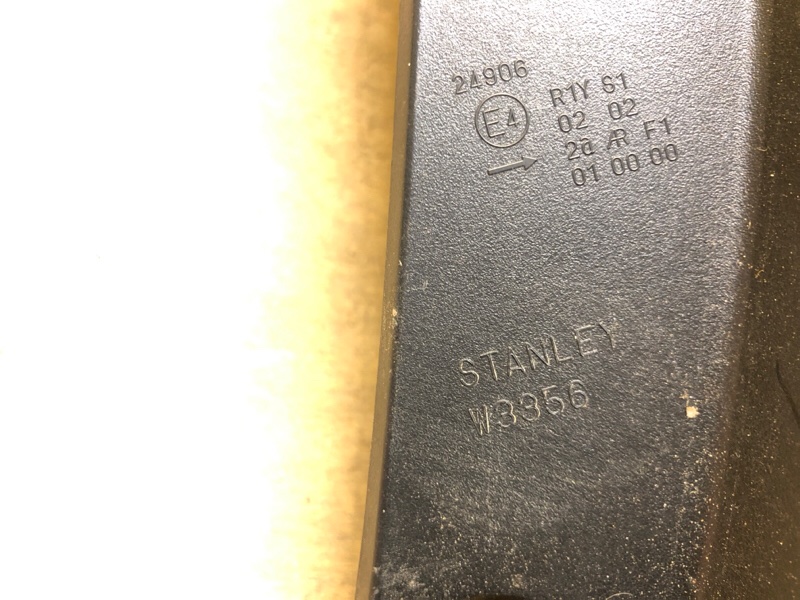 24906
E4
R1Y S1
02 02
→
2a AR F1
01 00 00
STANLEY
W3356